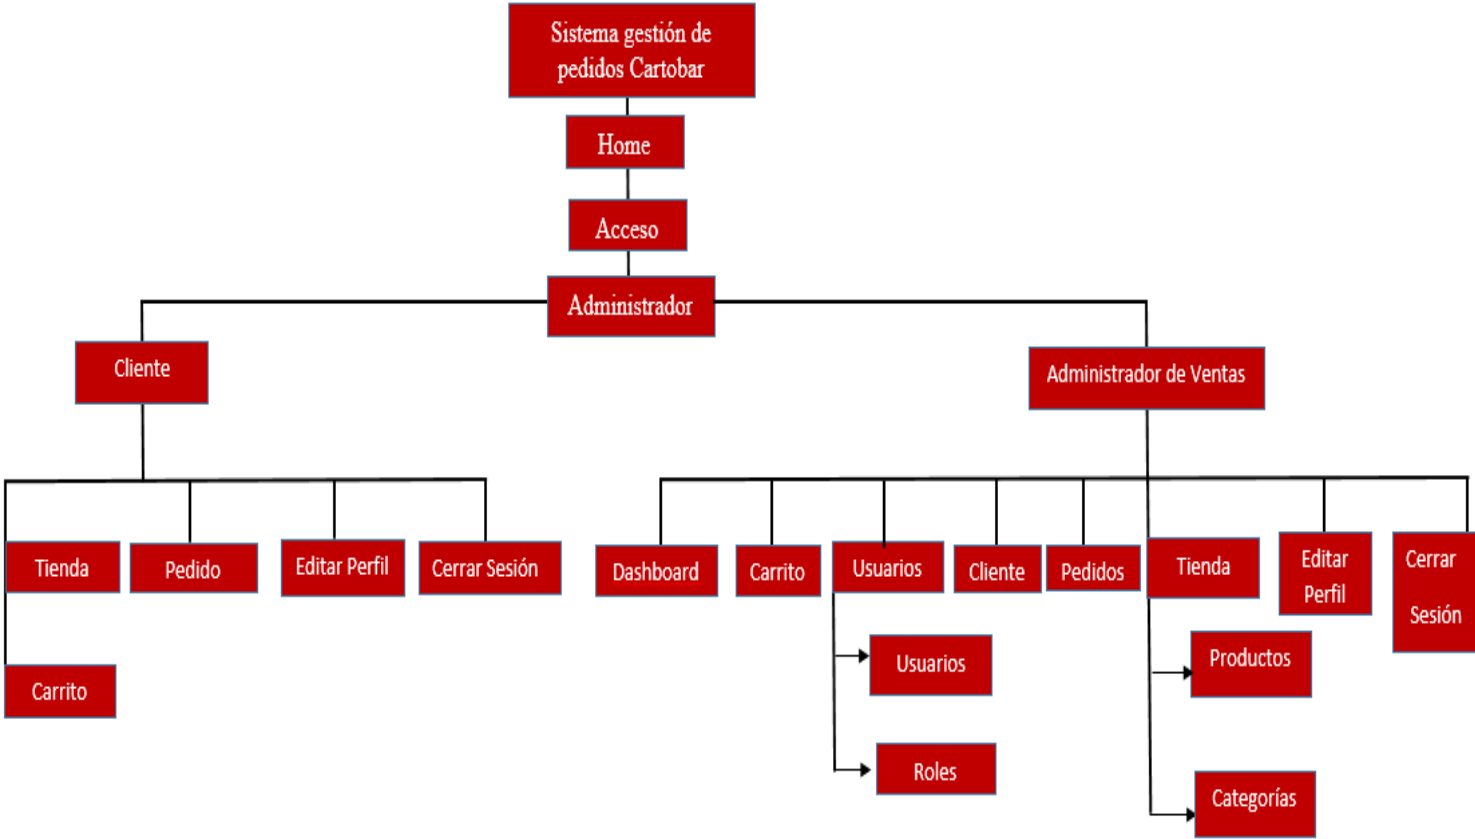 Sistema gestión de
pedidos Cartobar
Home
Acceso
Administrador
Cliente
Administrador de Ventas
Tienda
Pedido
Editar Perfil
Cerrar Sesión
Carrito
Dashboard
Carrito
Usuarios
Cliente
Pedidos
Tienda
Editar
Perfil
Cerrar
Sesión
Usuarios
Roles
Productos
Categorías